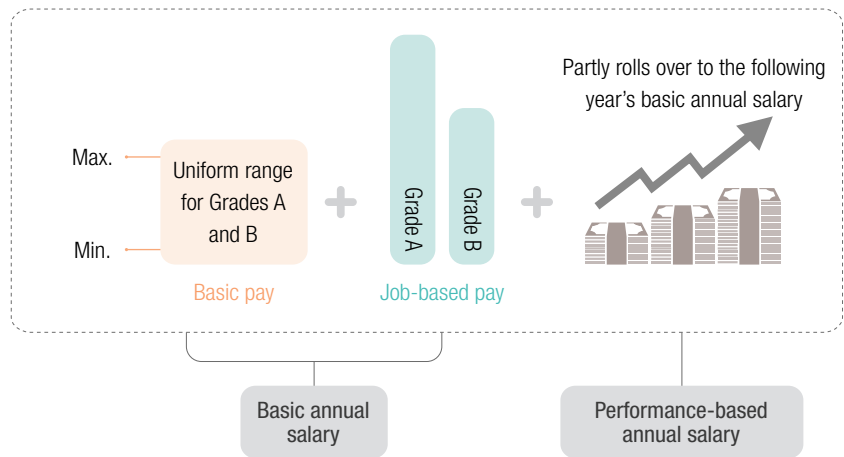 Partly rolls over to the following
year's basic annual salary
Max.
Min.
Uniform range
for Grades A
and B
+
Grade A
Grade B
+
Basic pay
Job-based pay
Basic annual
salary
Performance-based
annual salary